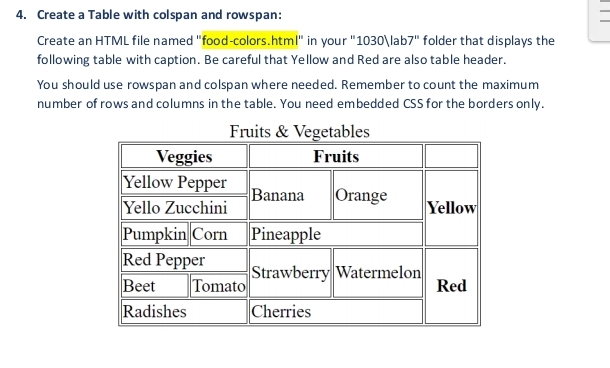 4. Create a Table with colspan and rowspan:
Create an HTML file named "food-colors.html" in your "1030\lab7" folder that displays the
following table with caption. Be careful that Yellow and Red are also table header.
You should use rowspan and colspan where needed. Remember to count the maximum
number of rows and columns in the table. You need embedded CSS for the borders only.
Fruits & Vegetables
Veggies Fruits
Yellow Pepper
Banana Orange
Yello Zucchini
Yellow
Pumpkin Corn Pineapple
Red Pepper
Strawberry Watermelon
Beet Tomato
Red
Radishes Cherries